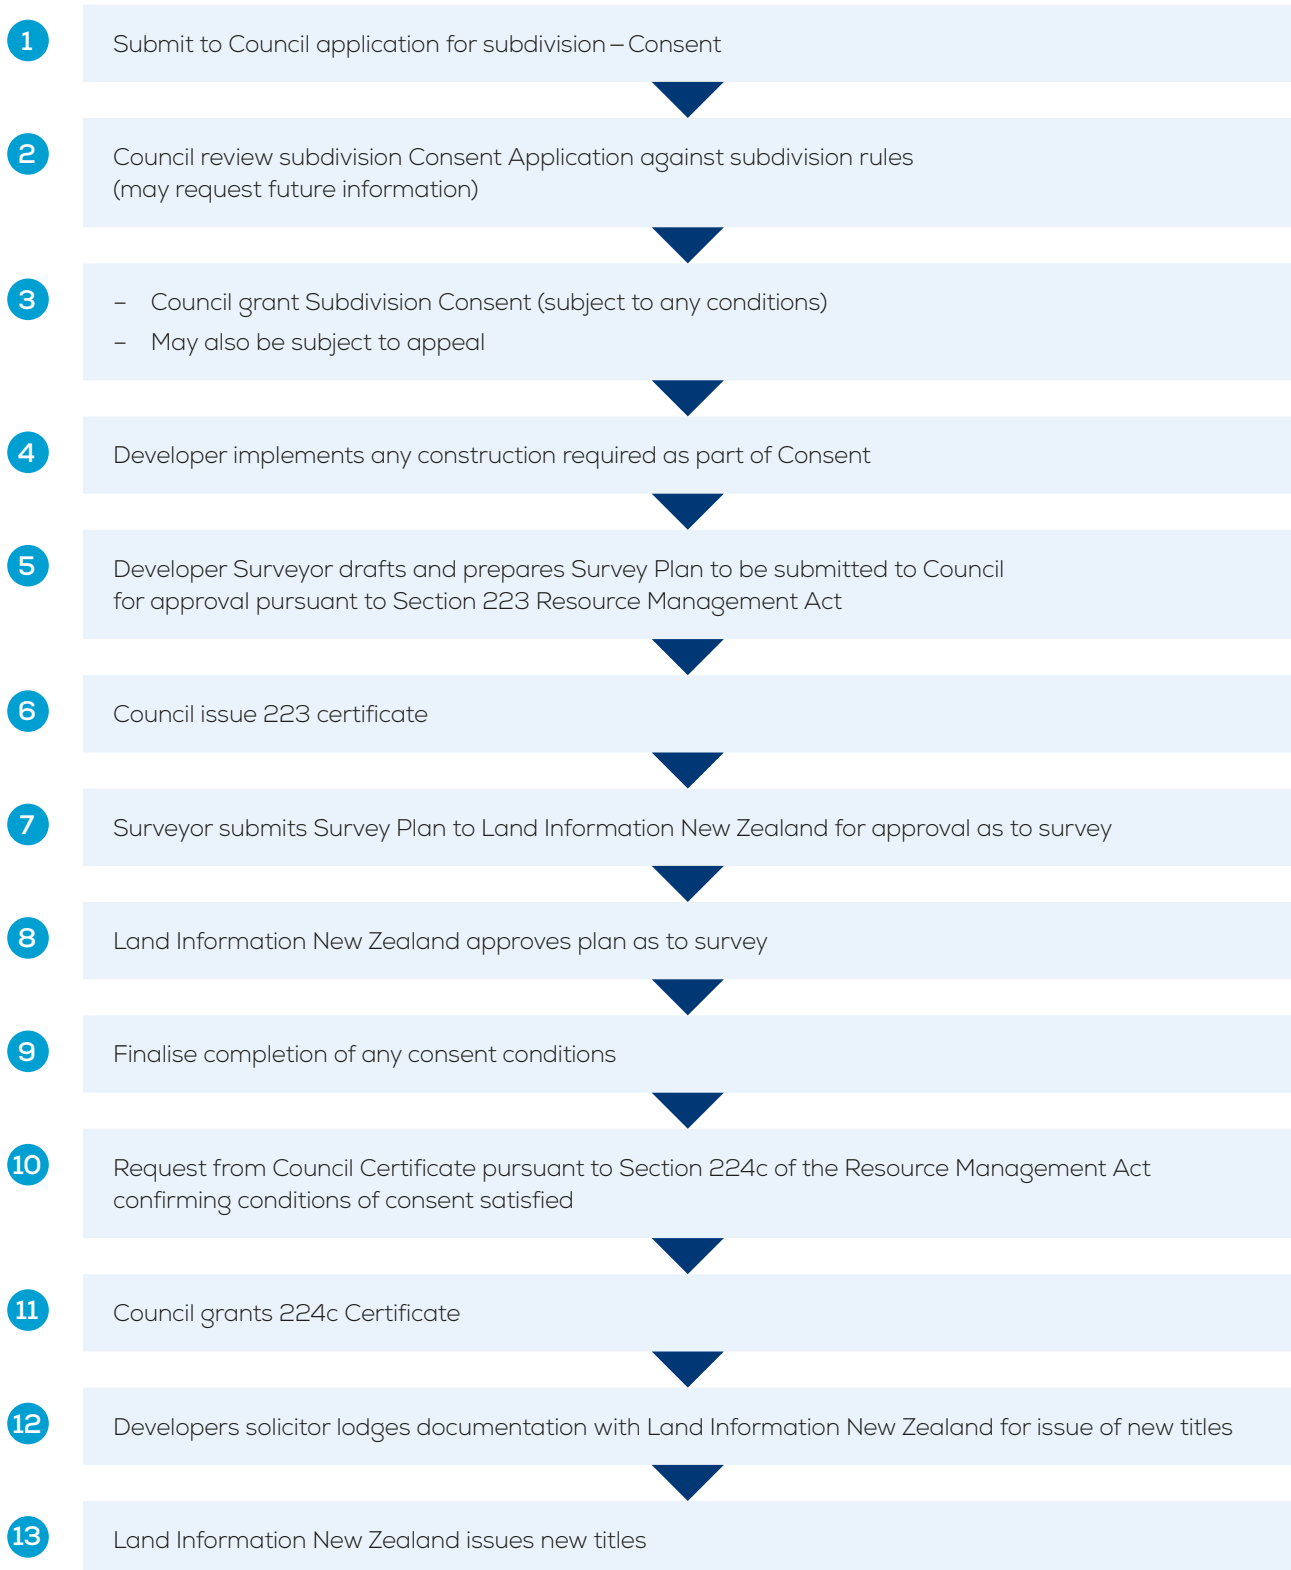 1
Submit to Council application for subdivision – Consent
2
Council review subdivision Consent Application against subdivision rules
(may request future information)
3
– Council grant Subdivision Consent (subject to any conditions)
– May also be subject to appeal
4
Developer implements any construction required as part of Consent
5
Developer Surveyor drafts and prepares Survey Plan to be submitted to Council
for approval pursuant to Section 223 Resource Management Act
6
Council issue 223 certificate
7
Surveyor submits Survey Plan to Land Information New Zealand for approval as to survey
8
Land Information New Zealand approves plan as to survey
9
Finalise completion of any consent conditions
10
Request from Council Certificate pursuant to Section 224c of the Resource Management Act
confirming conditions of consent satisfied
11
Council grants 224c Certificate
12
Developers solicitor lodges documentation with Land Information New Zealand for issue of new titles
13
Land Information New Zealand issues new titles